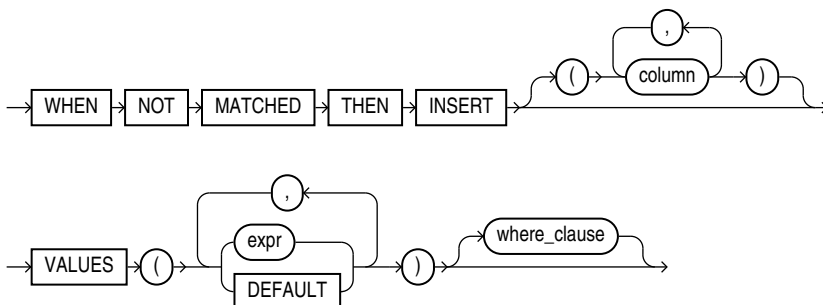 ,
WHEN NOT MATCHED THEN INSERT ( column )
,
VALUES ( expr ) where_clause
DEFAULT